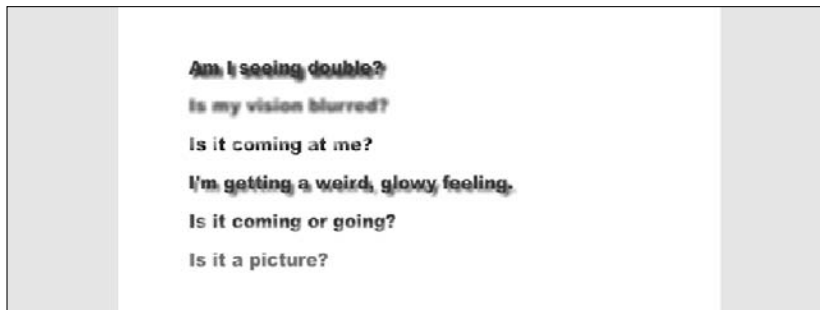 Am I seeing double?
Is my vision blurred?
Is it coming at me?
I'm getting a weird, glowy feeling.
Is it coming or going?
Is it a picture?